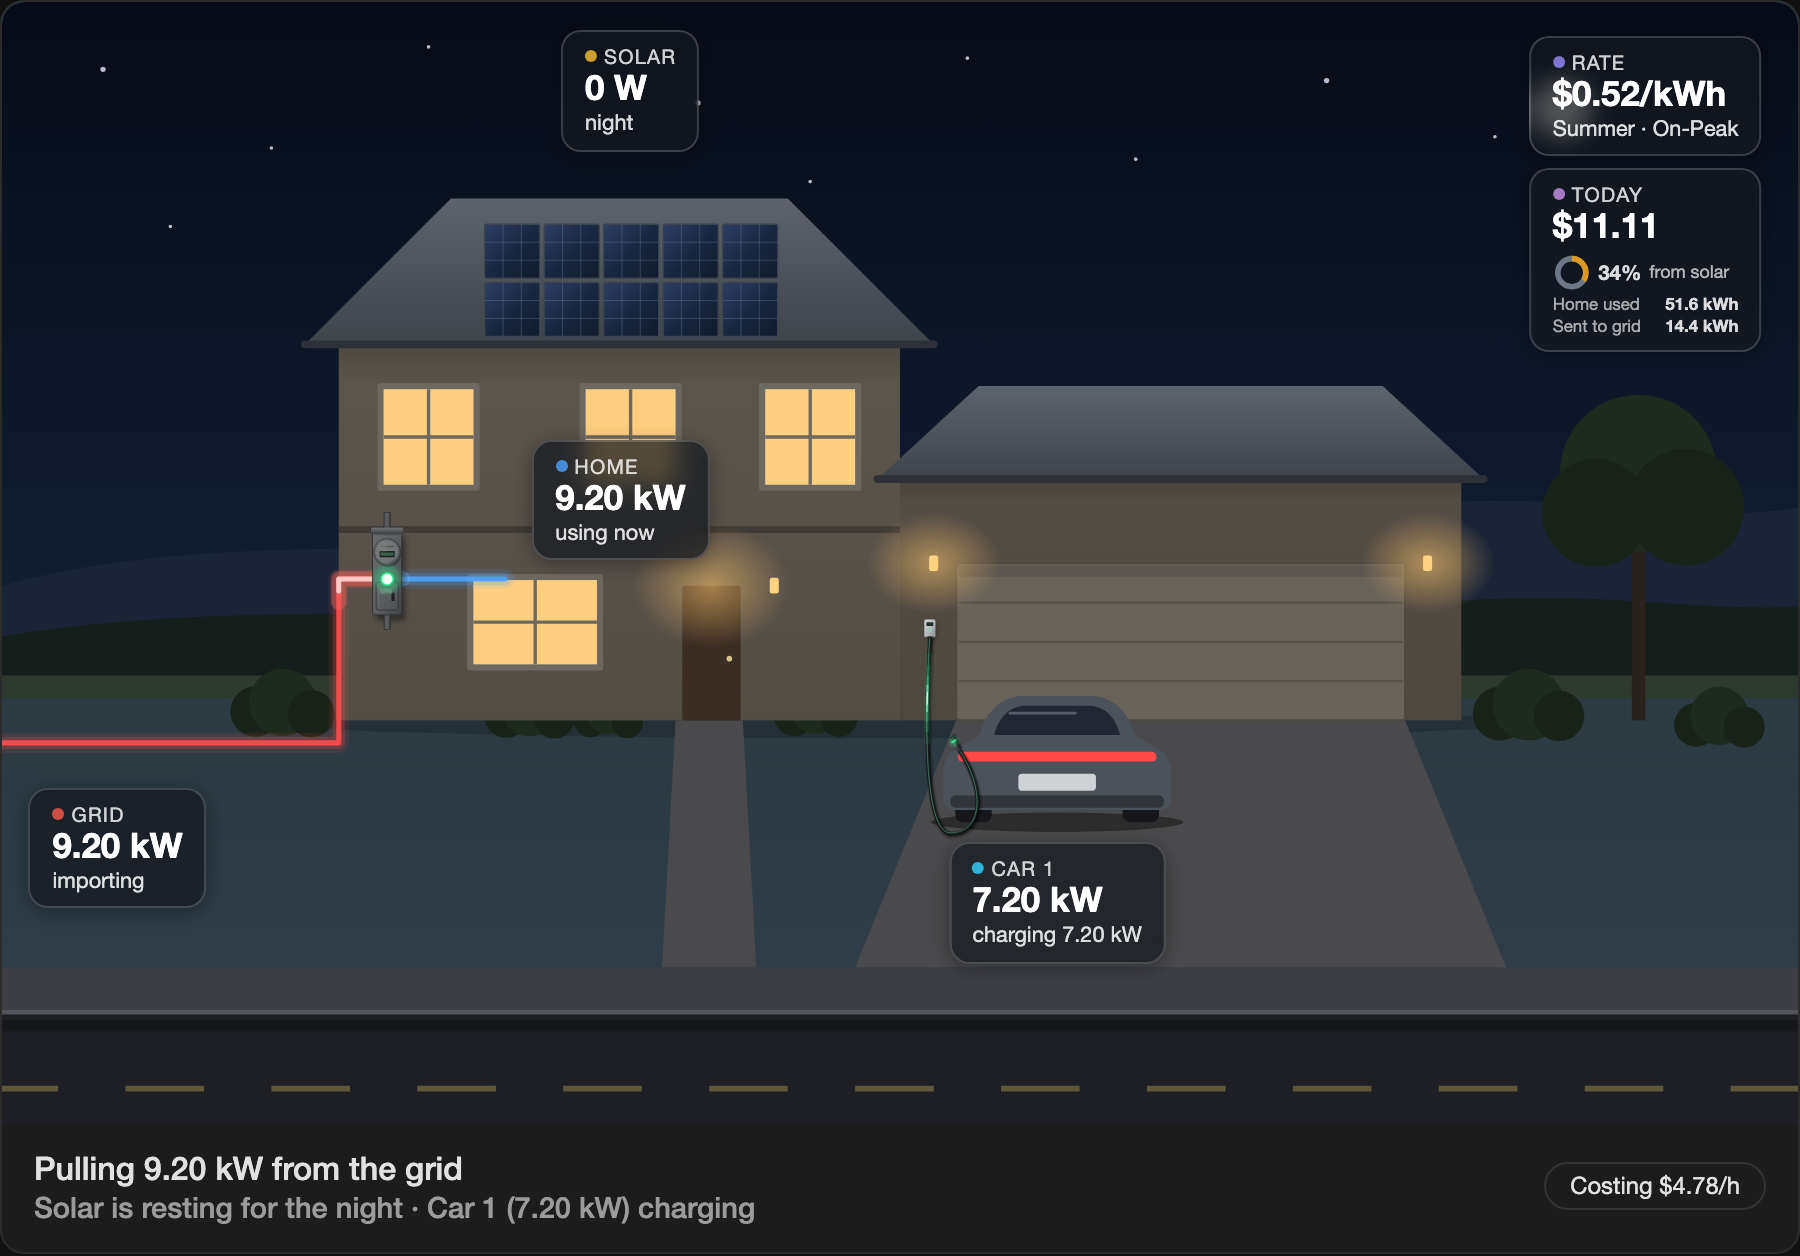 SOLAR
0 W
night
RATE
$0.52/kWh
Summer · On-Peak
TODAY
$11.11
34% from solar
Home used 51.6 kWh
Sent to grid 14.4 kWh
HOME
9.20 kW
using now
GRID
9.20 kW
importing
CAR 1
7.20 kW
charging 7.20 kW
Pulling 9.20 kW from the grid
Solar is resting for the night · Car 1 (7.20 kW) charging
Costing $4.78/h